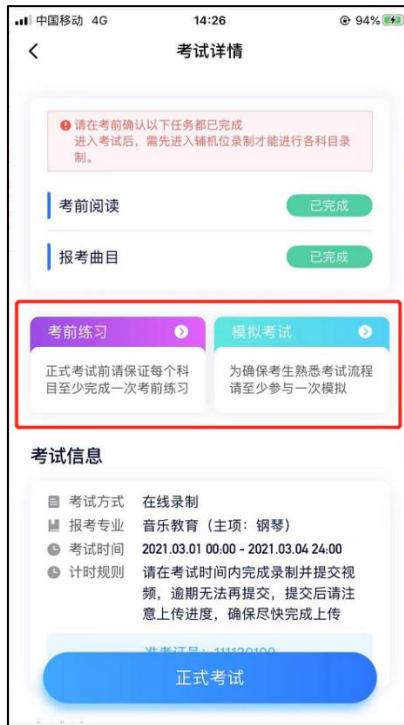 中国移动 4G 14:26 94%
考试详情
请在考前确认以下任务都已完成
进入考试后，需先进入辅机位录制才能进行各科目录
制。
考前阅读 已完成
报考曲目 已完成
考前练习 模拟考试
正式考试前请保证每个科 为确保考生熟悉考试流程
目至少完成一次考前练习 请至少参与一次模拟
考试信息
考试方式 在线录制
报考专业 音乐教育（主项：钢琴）
考试时间 2021.03.01 00:00 - 2021.03.04 24:00
计时规则 请在考试时间内完成录制并提交视
频，逾期无法再提交，提交后请注
意上传进度，确保尽快完成上传
正式考试